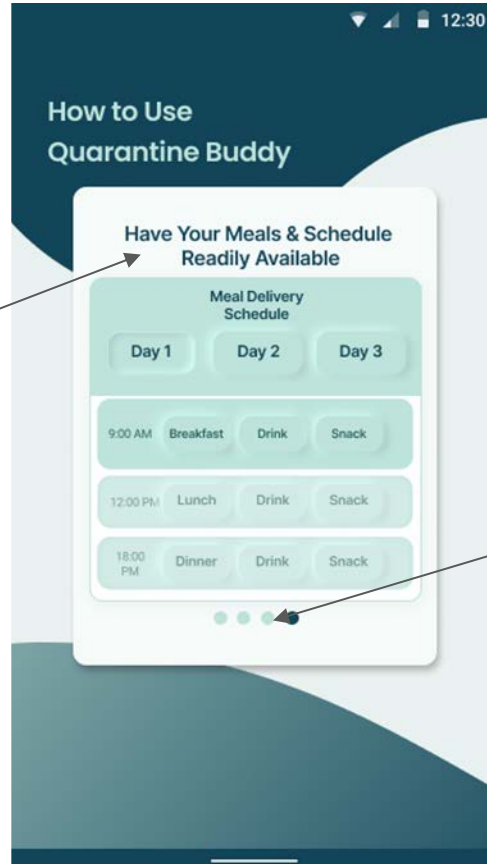 12:30
How to Use
Quarantine Buddy
Have Your Meals & Schedule
Readily Available
Meal Delivery
Schedule
Day 1 Day 2 Day 3
9:00 AM Breakfast Drink Snack
12:00 PM Lunch Drink Snack
18:00
PM Dinner Drink Snack